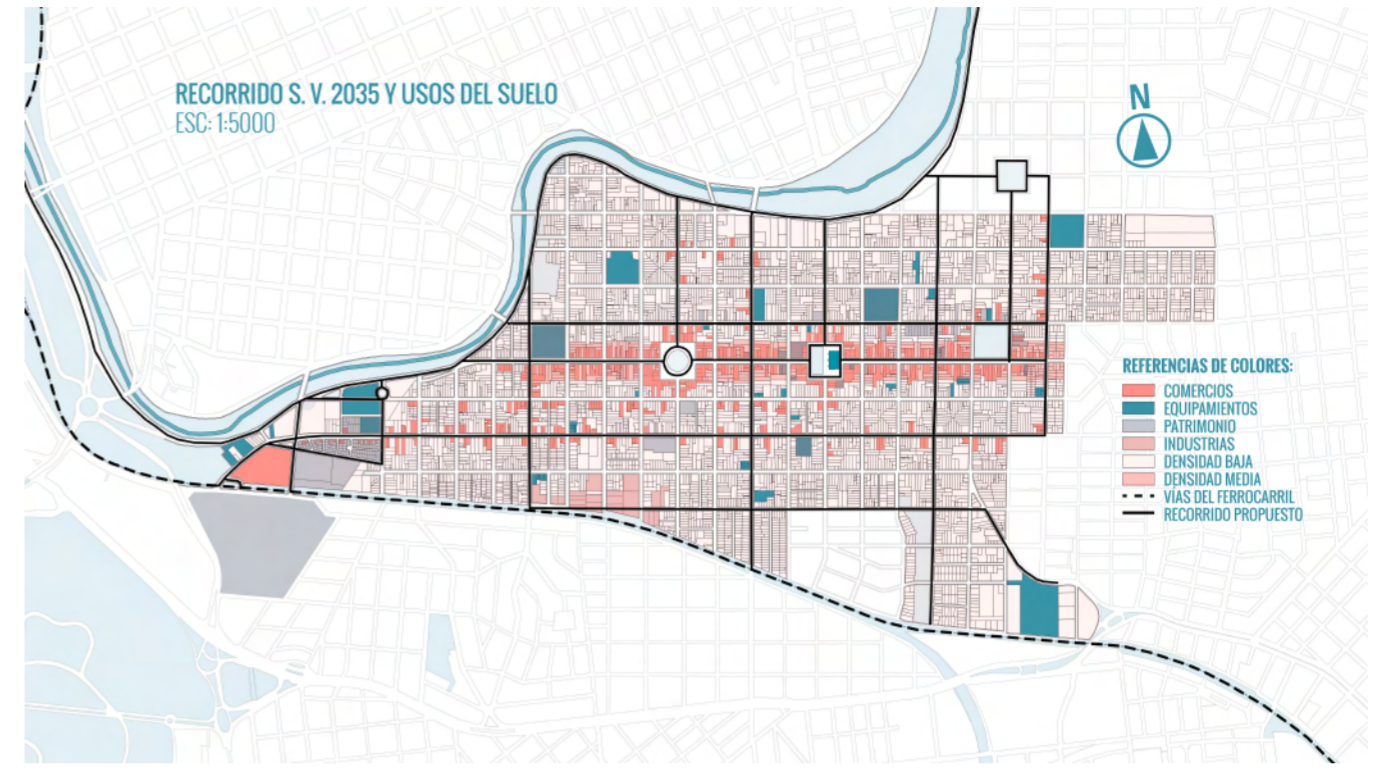 RECORRIDO S. V. 2035 Y USOS DEL SUELO
ESC: 1:5000
N
REFERENCIAS DE COLORES:
COMERCIOS
EQUIPAMIENTOS
PATRIMONIO
INDUSTRIAS
DENSIDAD BAJA
DENSIDAD MEDIA
VÍAS DEL FERROCARRIL
RECORRIDO PROPUESTO